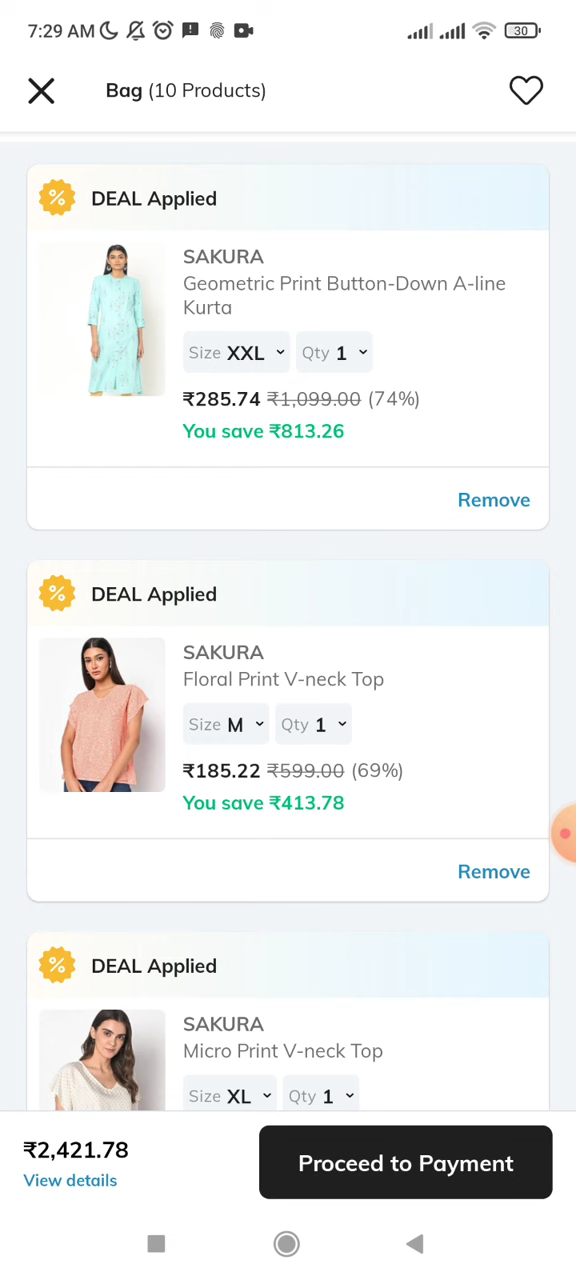 7:29 AM
30
Bag (10 Products)
DEAL Applied
SAKURA
Geometric Print Button-Down A-line
Kurta
Size XXL Qty 1
₹285.74 ₹1,099.00 (74%)
You save ₹813.26
Remove
DEAL Applied
SAKURA
Floral Print V-neck Top
Size M Qty 1
₹185.22 ₹599.00 (69%)
You save ₹413.78
Remove
DEAL Applied
SAKURA
Micro Print V-neck Top
Size XL Qty 1
₹2,421.78
View details
Proceed to Payment